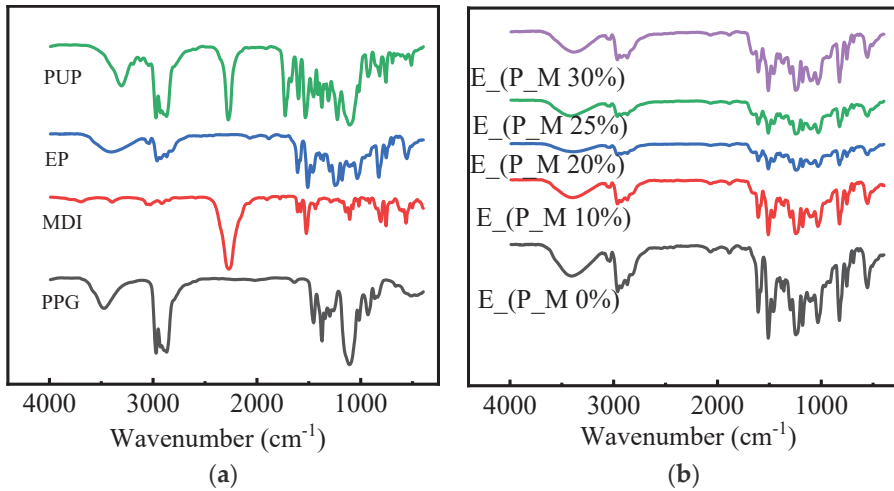 PUP
EP
MDI
PPG
4000 3000 2000 1000
Wavenumber (cm⁻¹)
(a)
E_(P_M 30%)
E_(P_M 25%)
E_(P_M 20%)
E_(P_M 10%)
E_(P_M 0%)
4000 3000 2000 1000
Wavenumber (cm⁻¹)
(b)